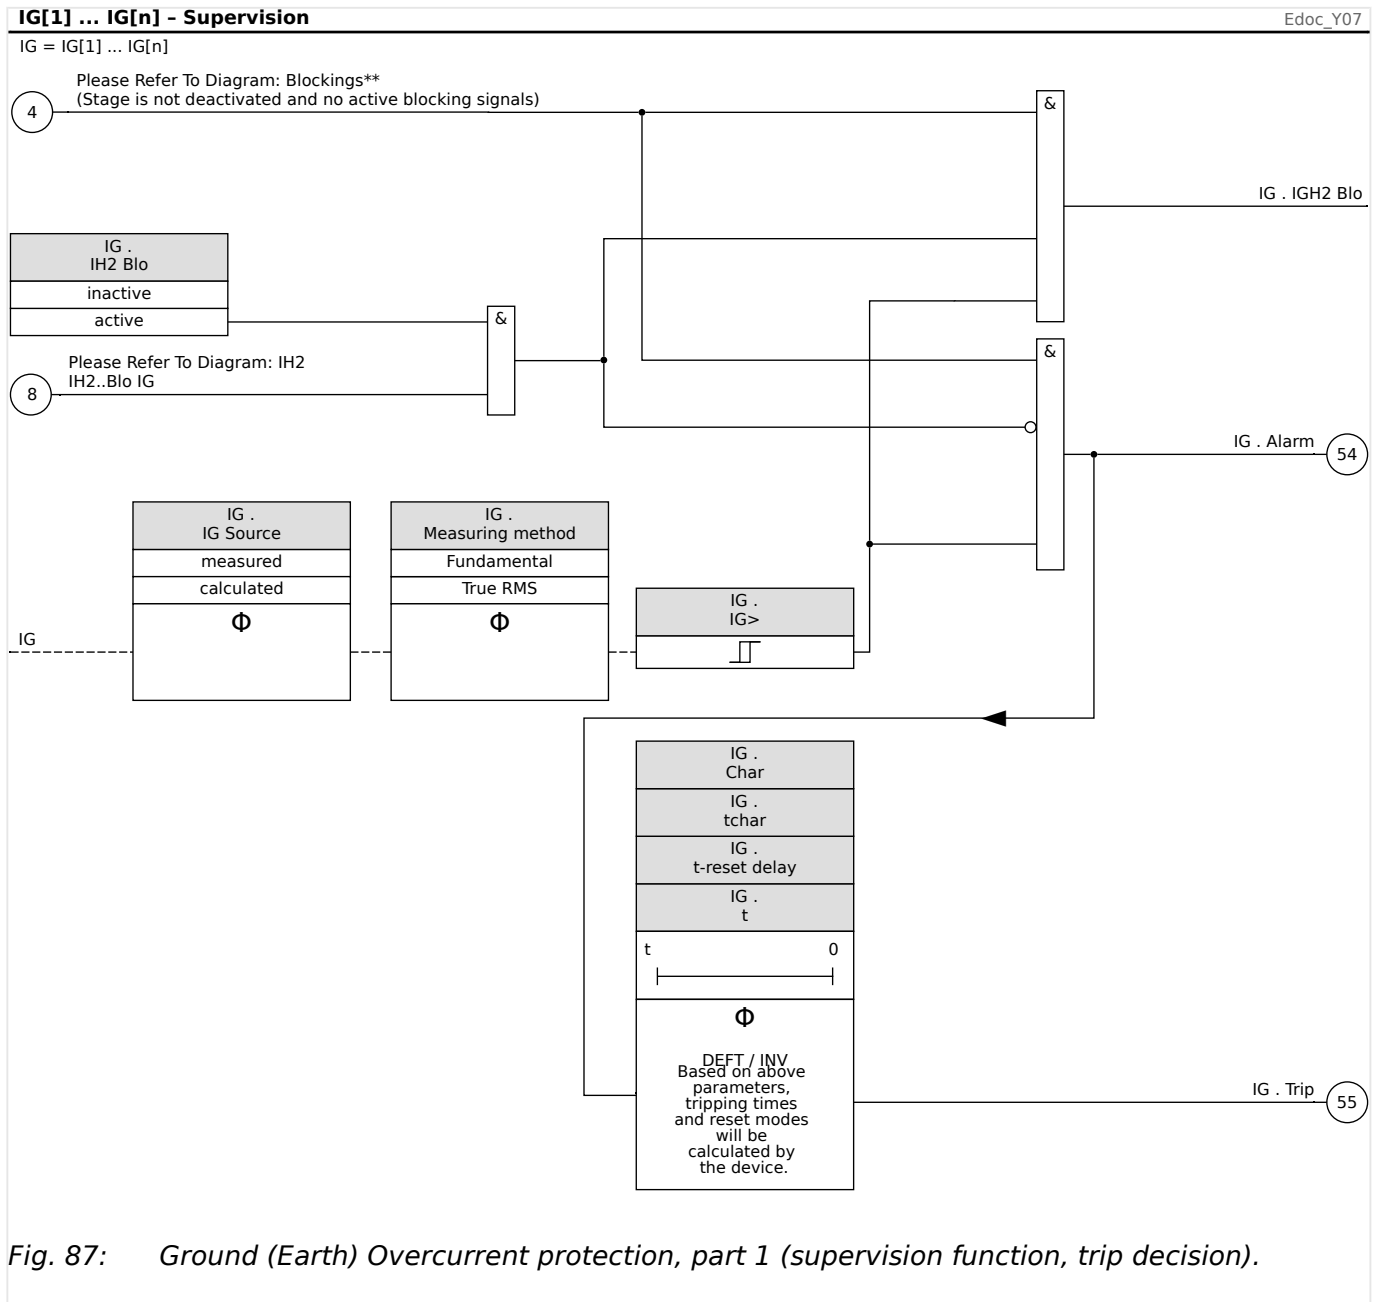 IG[1] ... IG[n] – Supervision
Edoc_Y07
IG = IG[1] ... IG[n]
Please Refer To Diagram: Blockings**
(Stage is not deactivated and no active blocking signals)
4
&
IG . IGH2 Blo
IG .
IH2 Blo
inactive
active
&
Please Refer To Diagram: IH2
IH2..Blo IG
8
&
IG . Alarm
54
IG .
IG Source
measured
calculated
Φ
IG .
Measuring method
Fundamental
True RMS
Φ
IG
IG .
IG>
IG .
Char
IG .
tchar
IG .
t-reset delay
IG .
t
t 0
Φ
DEFT / INV
Based on above
parameters,
tripping times
and reset modes
will be
calculated by
the device.
IG . Trip
55
Fig. 87: Ground (Earth) Overcurrent protection, part 1 (supervision function, trip decision).